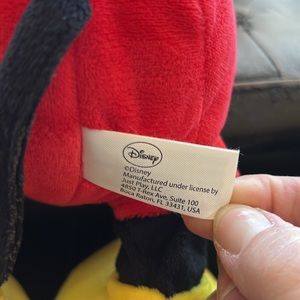 Disney
©Disney
Manufactured under license by
Just Play, LLC
4850 T-Rex Ave, Suite 100
Boca Raton, FL 33431, USA